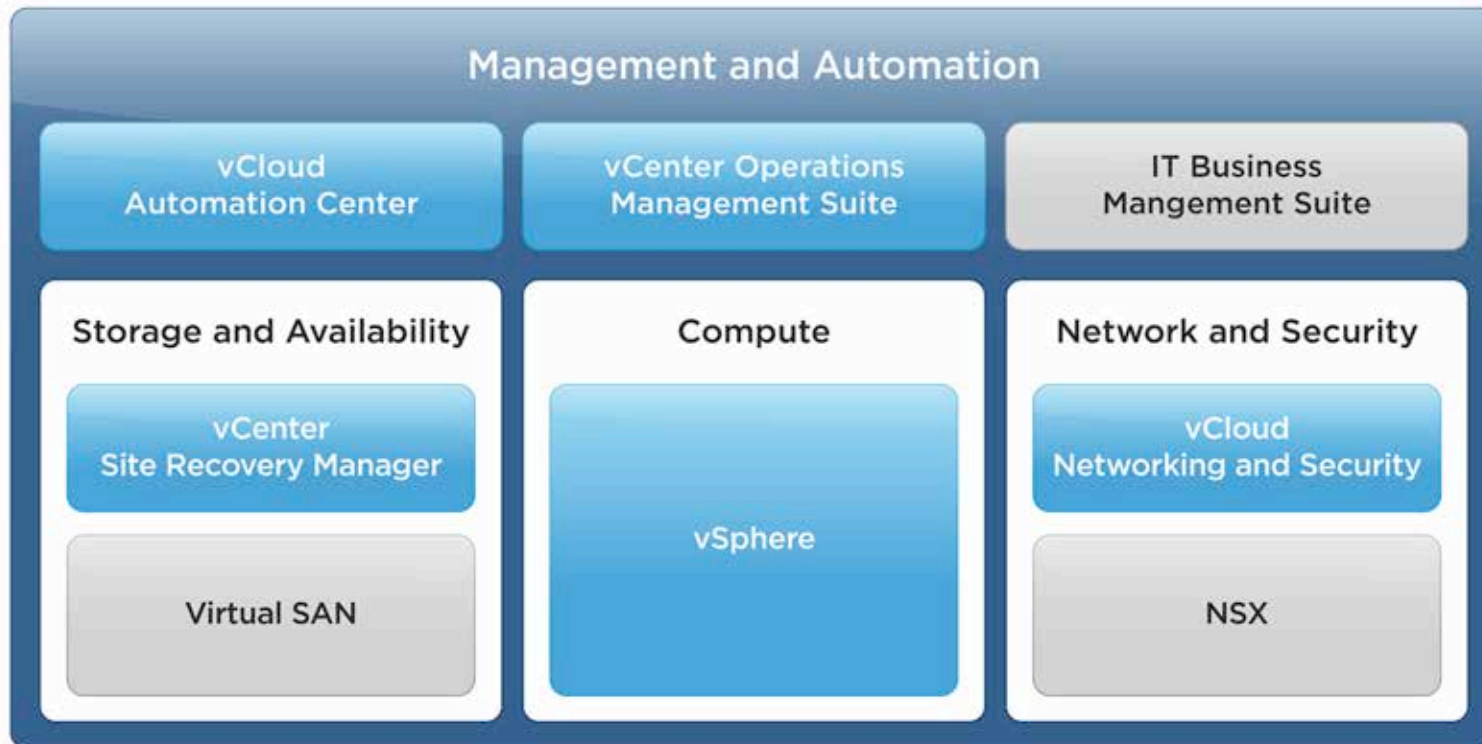 Management and Automation
vCloud
Automation Center
vCenter Operations
Management Suite
IT Business
Mangement Suite
Storage and Availability
vCenter
Site Recovery Manager
Virtual SAN
Compute
vSphere
Network and Security
vCloud
Networking and Security
NSX